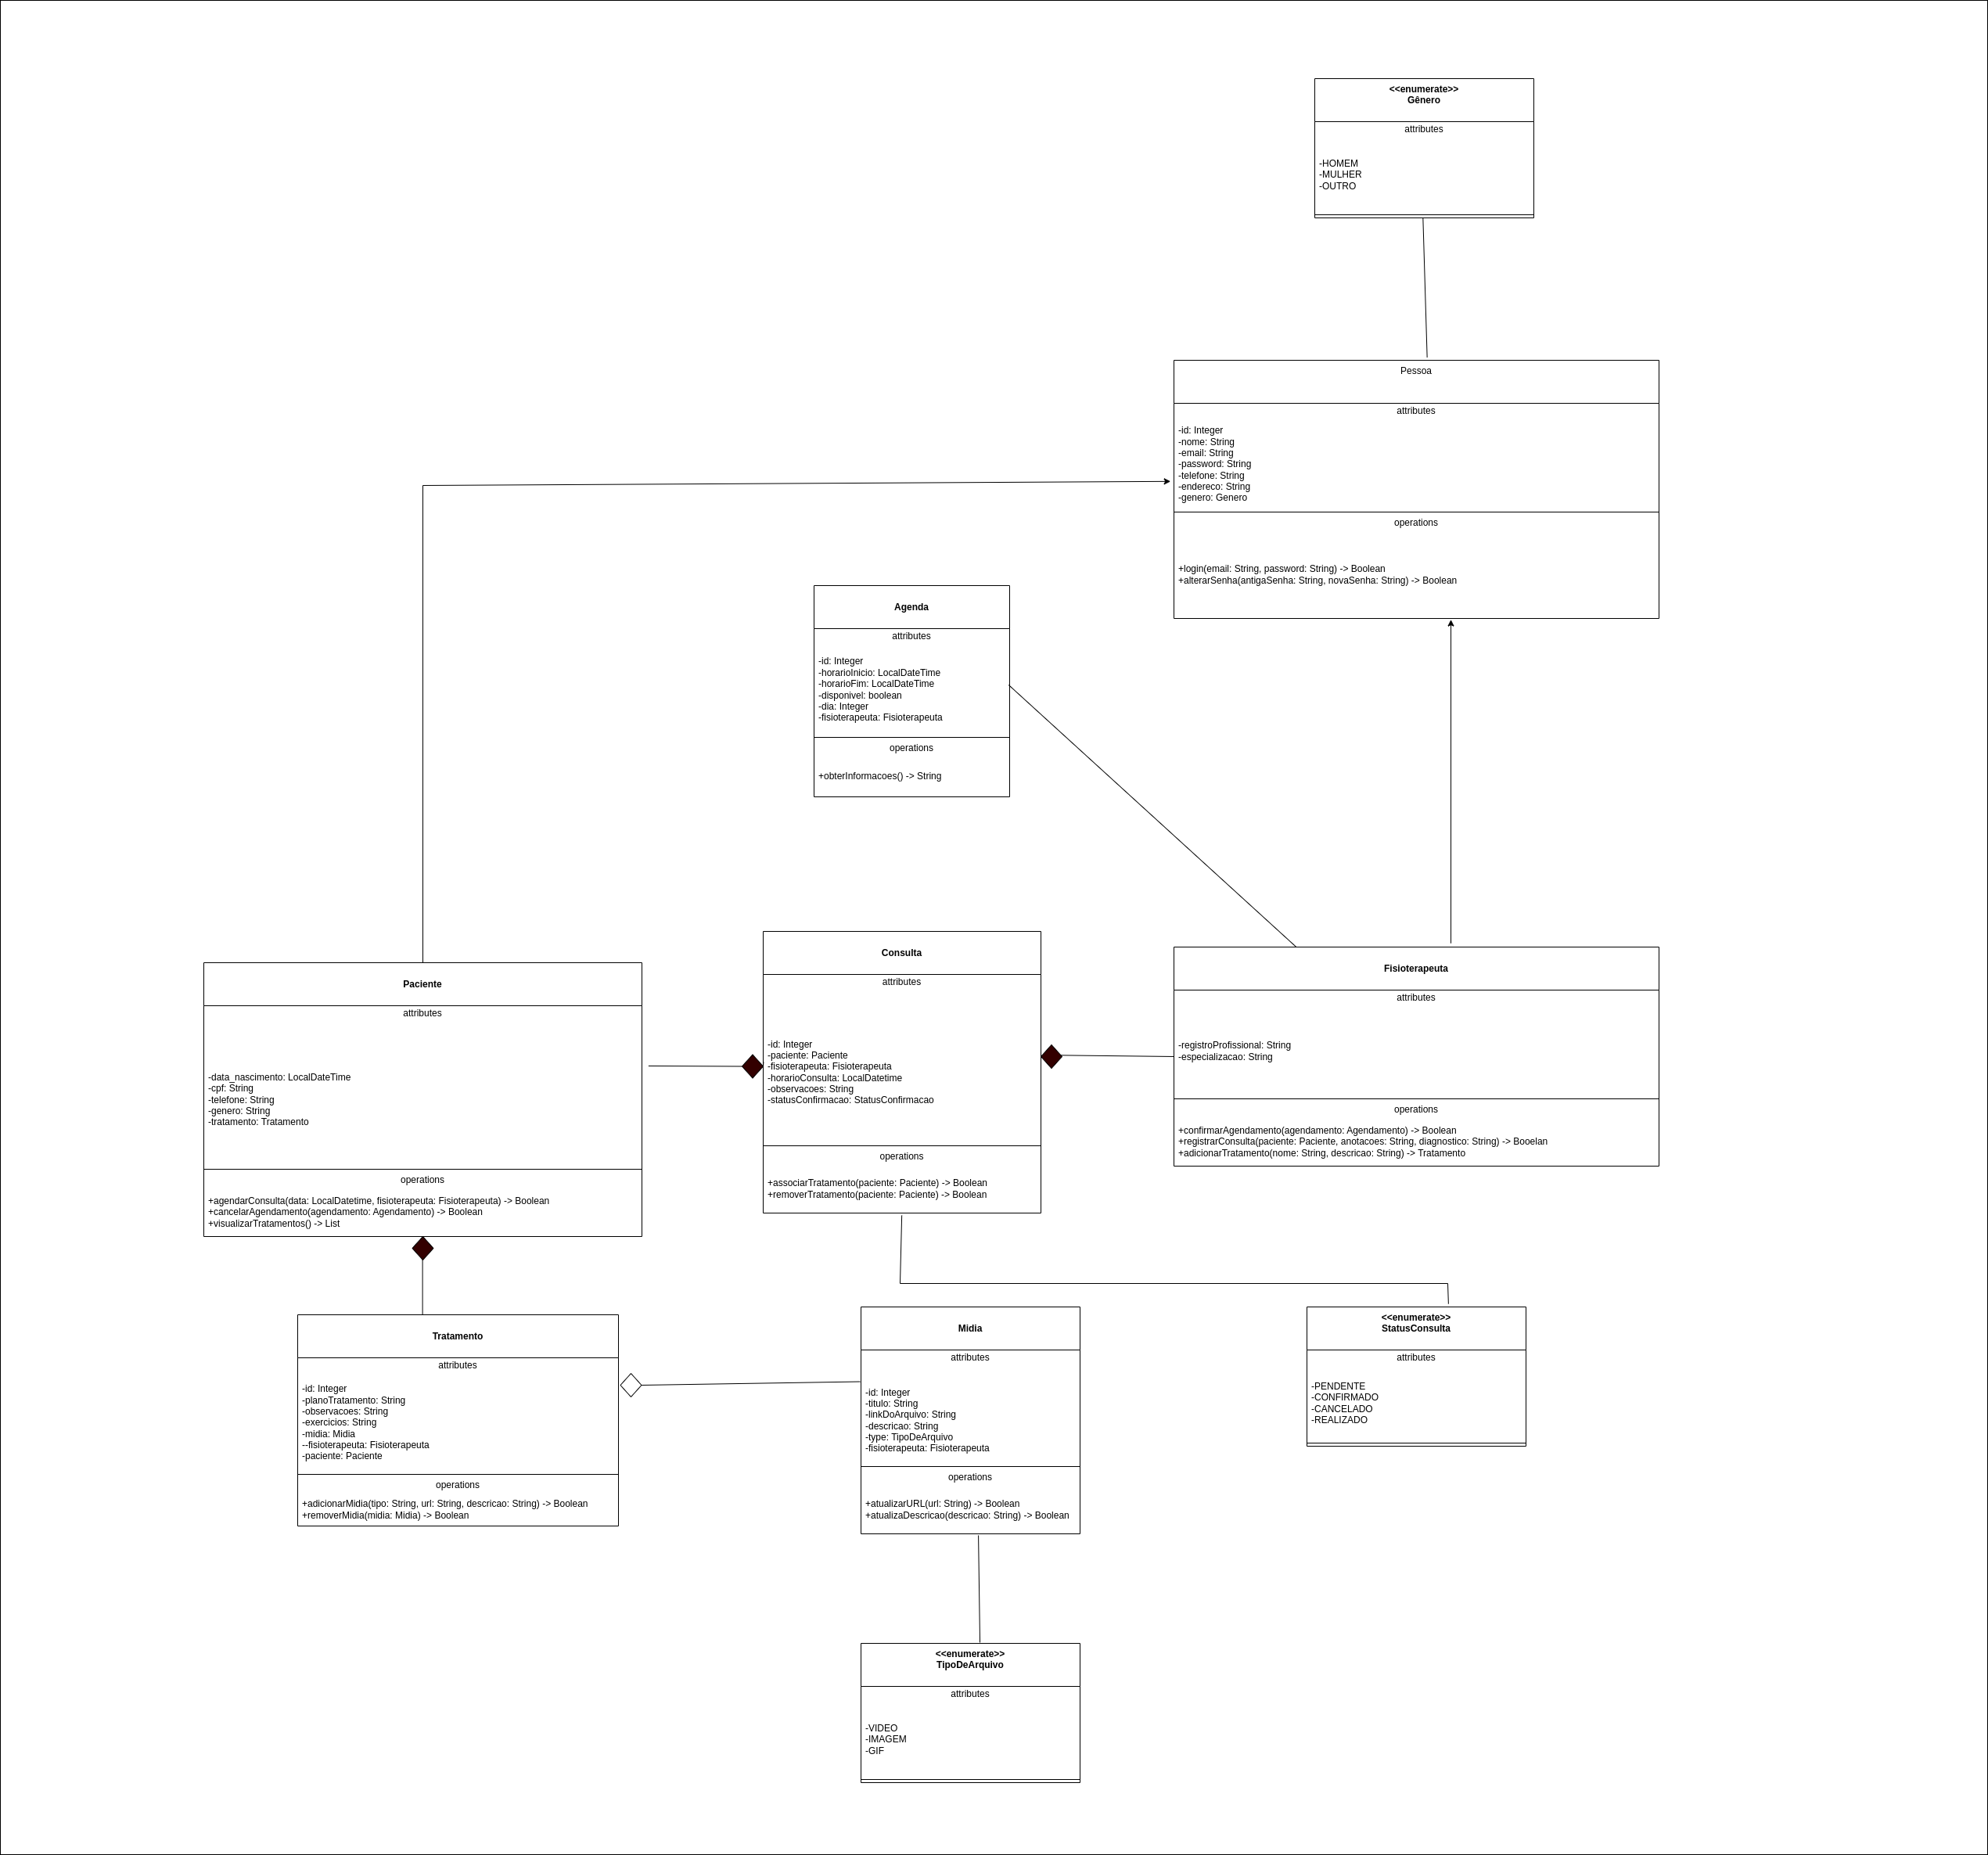 <<enumerate>>
Gênero
attributes
-HOMEM
-MULHER
-OUTRO
Pessoa
attributes
-id: Integer
-nome: String
-email: String
-password: String
-telefone: String
-endereco: String
-genero: Genero
operations
+login(email: String, password: String) -> Boolean
+alterarSenha(antigaSenha: String, novaSenha: String) -> Boolean
Agenda
attributes
-id: Integer
-horarioInicio: LocalDateTime
-horarioFim: LocalDateTime
-disponivel: boolean
-dia: Integer
-fisioterapeuta: Fisioterapeuta
operations
+obterInformacoes() -> String
Paciente
attributes
-data_nascimento: LocalDateTime
-cpf: String
-telefone: String
-genero: String
-tratamento: Tratamento
operations
+agendarConsulta(data: LocalDatetime, fisioterapeuta: Fisioterapeuta) -> Boolean
+cancelarAgendamento(agendamento: Agendamento) -> Boolean
+visualizarTratamentos() -> List
Consulta
attributes
-id: Integer
-paciente: Paciente
-fisioterapeuta: Fisioterapeuta
-horarioConsulta: LocalDatetime
-observacoes: String
-statusConfirmacao: StatusConfirmacao
operations
+associarTratamento(paciente: Paciente) -> Boolean
+removerTratamento(paciente: Paciente) -> Boolean
Fisioterapeuta
attributes
-registroProfissional: String
-especializacao: String
operations
+confirmarAgendamento(agendamento: Agendamento) -> Boolean
+registrarConsulta(paciente: Paciente, anotacoes: String, diagnostico: String) -> Booelan
+adicionarTratamento(nome: String, descricao: String) -> Tratamento
Tratamento
attributes
-id: Integer
-planoTratamento: String
-observacoes: String
-exercicios: String
-midia: Midia
--fisioterapeuta: Fisioterapeuta
-paciente: Paciente
operations
+adicionarMidia(tipo: String, url: String, descricao: String) -> Boolean
+removerMidia(midia: Midia) -> Boolean
Midia
attributes
-id: Integer
-titulo: String
-linkDoArquivo: String
-descricao: String
-type: TipoDeArquivo
-fisioterapeuta: Fisioterapeuta
operations
+atualizarURL(url: String) -> Boolean
+atualizaDescricao(descricao: String) -> Boolean
<<enumerate>>
StatusConsulta
attributes
-PENDENTE
-CONFIRMADO
-CANCELADO
-REALIZADO
<<enumerate>>
TipoDeArquivo
attributes
-VIDEO
-IMAGEM
-GIF